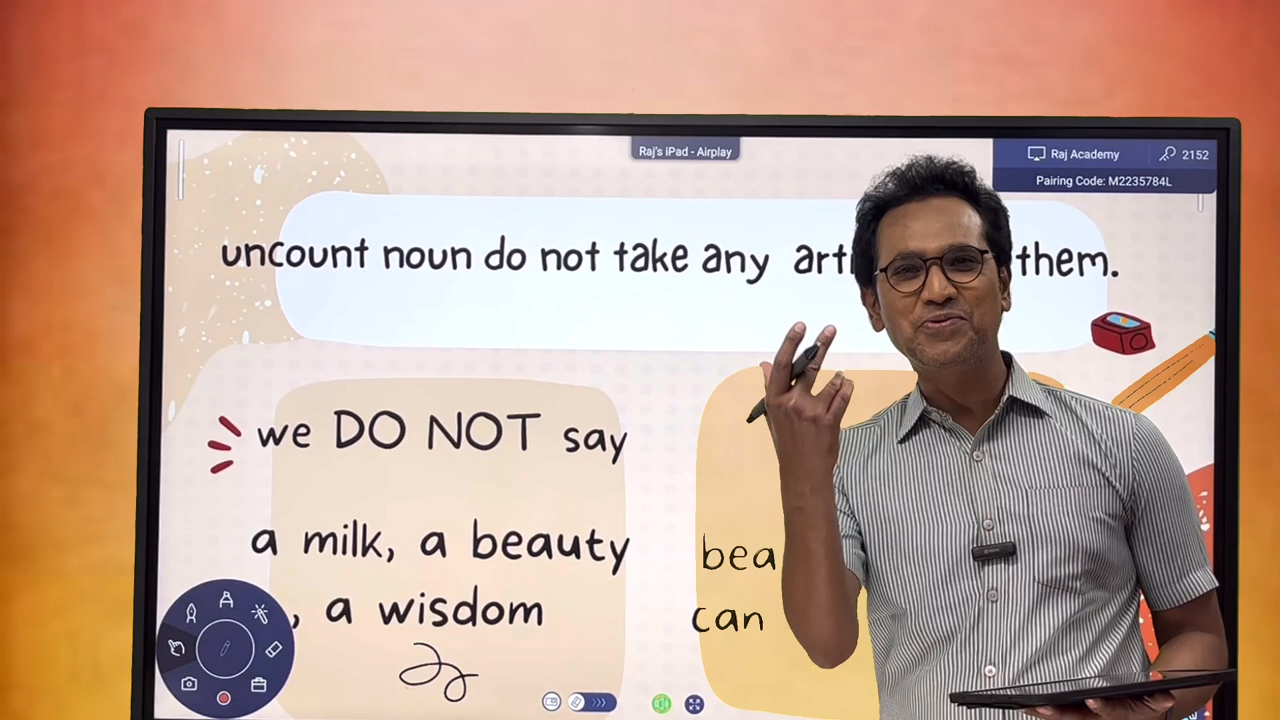 Raj's iPad - Airplay
Raj Academy 2152
Pairing Code: M2235784L
uncount noun do not take any arti them.
we DO NOT say
a milk, a beauty
, a wisdom
bea
can